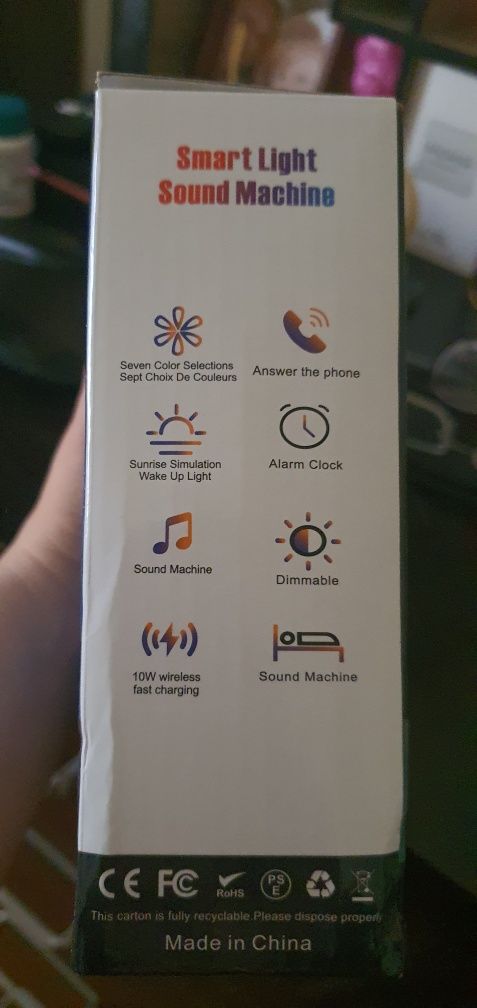 Smart Light
Sound Machine
Seven Color Selections
Sept Choix De Couleurs
Answer the phone
Sunrise Simulation
Wake Up Light
Alarm Clock
Sound Machine
Dimmable
10W wireless
fast charging
Sound Machine
CE FC RoHS PS E
This carton is fully recyclable.Please dispose properly
Made in China